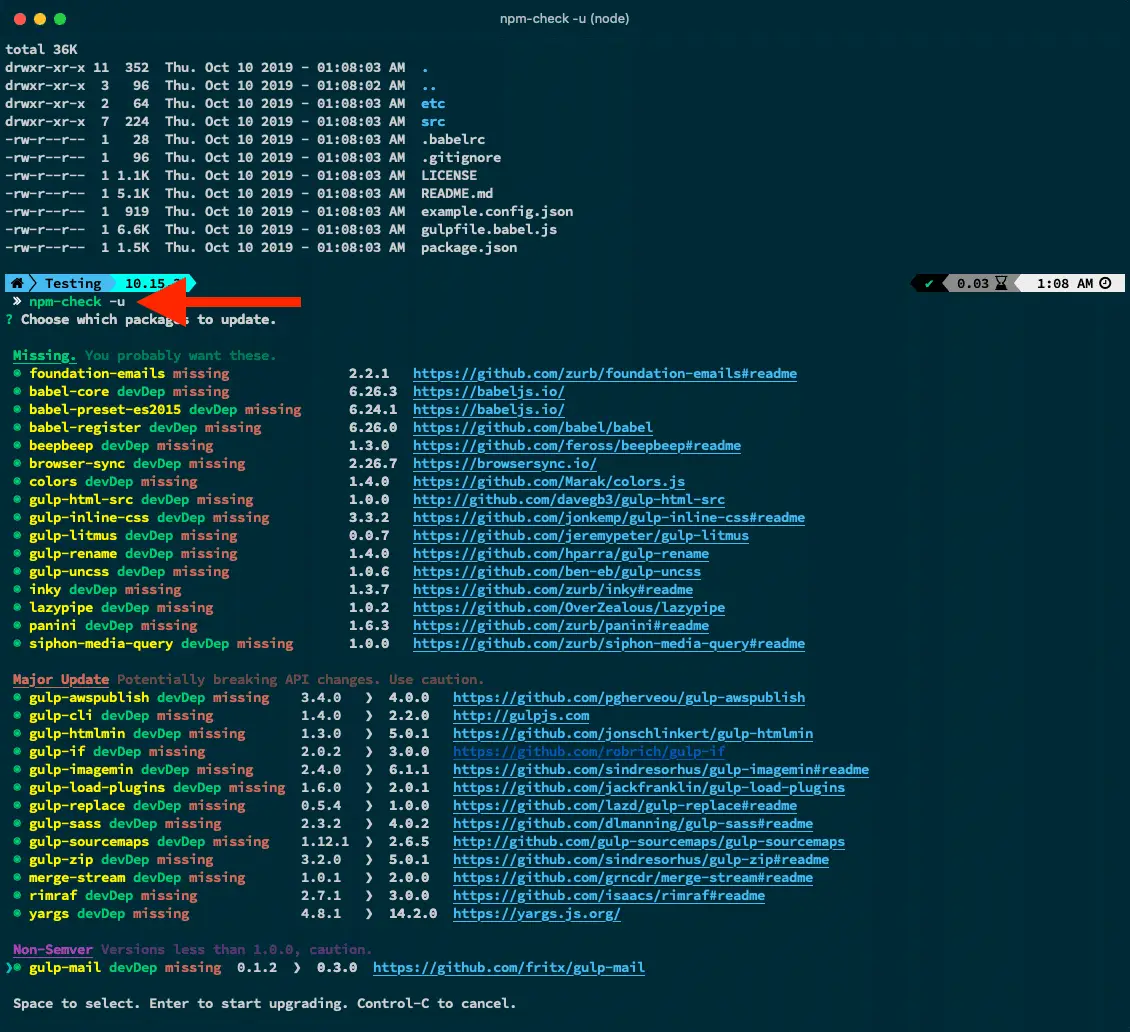 npm-check -u (node)
total 36K
drwxr-xr-x 11 352 Thu. Oct 10 2019 - 01:08:03 AM .
drwxr-xr-x 3 96 Thu. Oct 10 2019 - 01:08:02 AM ..
drwxr-xr-x 2 64 Thu. Oct 10 2019 - 01:08:03 AM etc
drwxr-xr-x 7 224 Thu. Oct 10 2019 - 01:08:03 AM src
-rw-r--r-- 1 28 Thu. Oct 10 2019 - 01:08:03 AM .babelrc
-rw-r--r-- 1 96 Thu. Oct 10 2019 - 01:08:03 AM .gitignore
-rw-r--r-- 1 1.1K Thu. Oct 10 2019 - 01:08:03 AM LICENSE
-rw-r--r-- 1 5.1K Thu. Oct 10 2019 - 01:08:03 AM README.md
-rw-r--r-- 1 919 Thu. Oct 10 2019 - 01:08:03 AM example.config.json
-rw-r--r-- 1 6.6K Thu. Oct 10 2019 - 01:08:03 AM gulpfile.babel.js
-rw-r--r-- 1 1.5K Thu. Oct 10 2019 - 01:08:03 AM package.json
Testing 10.15 ✔ 0.03 1:08 AM
» npm-check -u
? Choose which packages to update.
Missing. You probably want these.
foundation-emails missing 2.2.1 https://github.com/zurb/foundation-emails#readme
babel-core devDep missing 6.26.3 https://babeljs.io/
babel-preset-es2015 devDep missing 6.24.1 https://babeljs.io/
babel-register devDep missing 6.26.0 https://github.com/babel/babel
beepbeep devDep missing 1.3.0 https://github.com/feross/beepbeep#readme
browser-sync devDep missing 2.26.7 https://browsersync.io/
colors devDep missing 1.4.0 https://github.com/Marak/colors.js
gulp-html-src devDep missing 1.0.0 http://github.com/davegb3/gulp-html-src
gulp-inline-css devDep missing 3.3.2 https://github.com/jonkemp/gulp-inline-css#readme
gulp-litmus devDep missing 0.0.7 https://github.com/jeremypeter/gulp-litmus
gulp-rename devDep missing 1.4.0 https://github.com/hparra/gulp-rename
gulp-uncss devDep missing 1.0.6 https://github.com/ben-eb/gulp-uncss
inky devDep missing 1.3.7 https://github.com/zurb/inky#readme
lazypipe devDep missing 1.0.2 https://github.com/OverZealous/lazypipe
panini devDep missing 1.6.3 https://github.com/zurb/panini#readme
siphon-media-query devDep missing 1.0.0 https://github.com/zurb/siphon-media-query#readme
Major Update Potentially breaking API changes. Use caution.
gulp-awspublish devDep missing 3.4.0 ❯ 4.0.0 https://github.com/pgherveou/gulp-awspublish
gulp-cli devDep missing 1.4.0 ❯ 2.2.0 http://gulpjs.com
gulp-htmlmin devDep missing 1.3.0 ❯ 5.0.1 https://github.com/jonschlinkert/gulp-htmlmin
gulp-if devDep missing 2.0.2 ❯ 3.0.0 https://github.com/robrich/gulp-if
gulp-imagemin devDep missing 2.4.0 ❯ 6.1.1 https://github.com/sindresorhus/gulp-imagemin#readme
gulp-load-plugins devDep missing 1.6.0 ❯ 2.0.1 https://github.com/jackfranklin/gulp-load-plugins
gulp-replace devDep missing 0.5.4 ❯ 1.0.0 https://github.com/lazd/gulp-replace#readme
gulp-sass devDep missing 2.3.2 ❯ 4.0.2 https://github.com/dlmanning/gulp-sass#readme
gulp-sourcemaps devDep missing 1.12.1 ❯ 2.6.5 http://github.com/gulp-sourcemaps/gulp-sourcemaps
gulp-zip devDep missing 3.2.0 ❯ 5.0.1 https://github.com/sindresorhus/gulp-zip#readme
merge-stream devDep missing 1.0.1 ❯ 2.0.0 https://github.com/grncdr/merge-stream#readme
rimraf devDep missing 2.7.1 ❯ 3.0.0 https://github.com/isaacs/rimraf#readme
yargs devDep missing 4.8.1 ❯ 14.2.0 https://yargs.js.org/
Non-Semver Versions less than 1.0.0, caution.
❯ gulp-mail devDep missing 0.1.2 ❯ 0.3.0 https://github.com/fritx/gulp-mail
Space to select. Enter to start upgrading. Control-C to cancel.